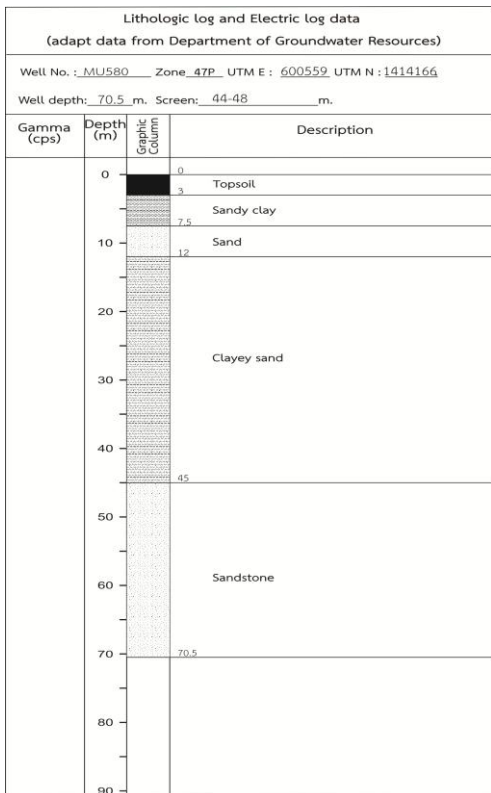 Lithologic log and Electric log data
(adapt data from Department of Groundwater Resources)
Well No. : MU580 Zone 47P UTM E : 600559 UTM N : 1414166
Well depth: 70.5 m. Screen: 44-48 m.
Gamma (cps) Depth (m) Graphic Column Description
0 0
Topsoil
3
Sandy clay
7.5
10 Sand
12
20
Clayey sand
30
40
45
50
Sandstone
60
70 70.5
80
90